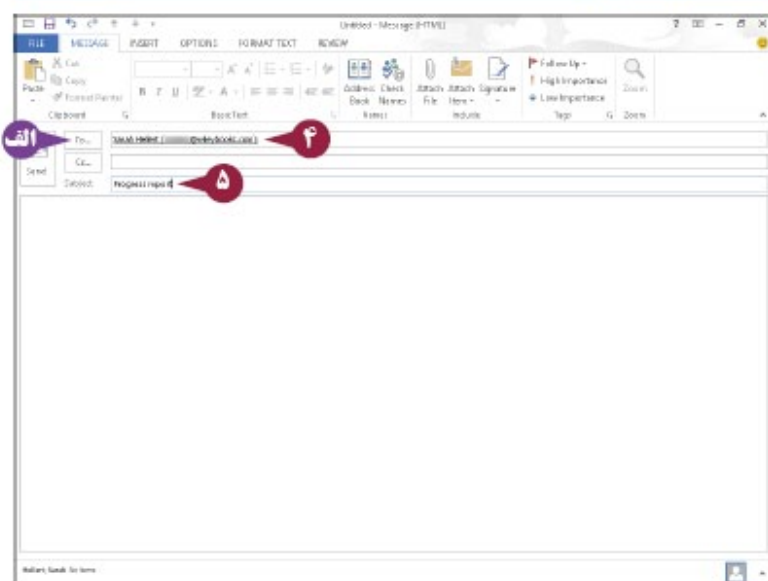 Untitled - Message (HTML)
FILE MESSAGE INSERT OPTIONS FORMAT TEXT REVIEW
Cut
Copy
Format Painter
Paste
Clipboard
B I U
Basic Text
Address Book
Check Names
Names
Attach File
Attach Item
Signature
Include
Follow Up
High Importance
Low Importance
Tags
Zoom
Zoom
الف
To...
@wileybooks.com)
۴
Cc...
Send
Subject
Progress report
۵